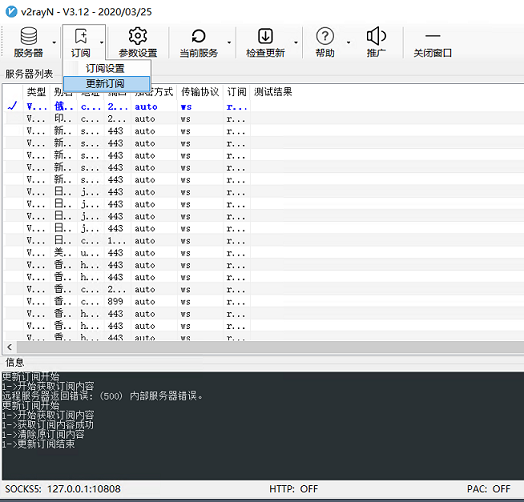 v2rayN - V3.12 - 2020/03/25
服务器 订阅 参数设置 当前服务 检查更新 帮助 推广 关闭窗口
订阅设置
更新订阅
服务器列表
类型 别名 地址 端口 加密方式 传输协议 订阅 测试结果
V... 俄.. c... 2... auto ws r...
V... 印.. c... 2... auto ws r...
V... 新.. s... 443 auto ws r...
V... 新.. s... 443 auto ws r...
V... 新.. s... 443 auto ws r...
V... 新.. s... 443 auto ws r...
V... 新.. s... 443 auto ws r...
V... 日.. j... 443 auto ws r...
V... 日.. j... 443 auto ws r...
V... 日.. j... 443 auto ws r...
V... 日.. j... 443 auto ws r...
V... 日.. c... 1... auto ws r...
V... 美.. u... 443 auto ws r...
V... 香.. h... 443 auto ws r...
V... 香.. h... 443 auto ws r...
V... 香.. c... 2... auto ws r...
V... 香.. c... 899 auto ws r...
V... 香.. h... 443 auto ws r...
V... 香.. h... 443 auto ws r...
V... 香.. h... 443 auto ws r...
信息
更新订阅开始
1->开始获取订阅内容
远程服务器返回错误: (500) 内部服务器错误。
更新订阅开始
1->开始获取订阅内容
1->获取订阅内容成功
1->清除原订阅内容
1->更新订阅结束
SOCKS5: 127.0.0.1:10808 HTTP: OFF PAC: OFF